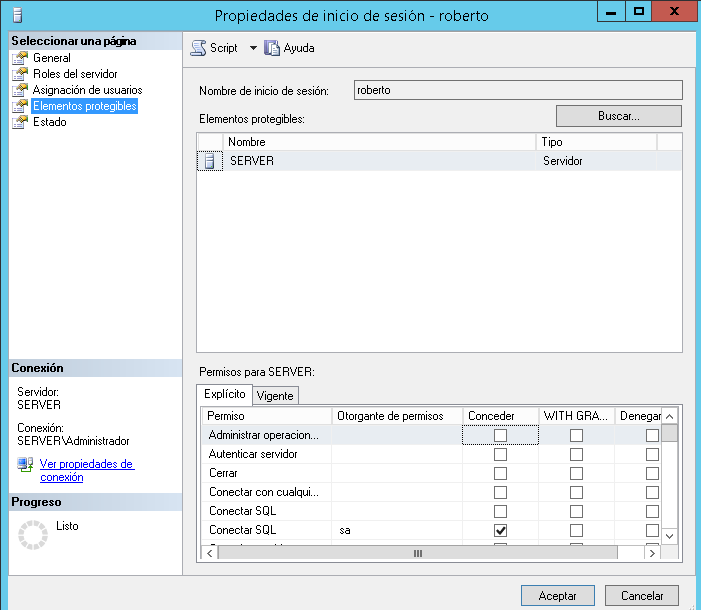 Propiedades de inicio de sesión - roberto
Seleccionar una página
General
Roles del servidor
Asignación de usuarios
Elementos protegibles
Estado
Script
Ayuda
Nombre de inicio de sesión:
roberto
Elementos protegibles:
Buscar...
Nombre
Tipo
SERVER
Servidor
Conexión
Servidor:
SERVER
Conexión:
SERVER\Administrador
Ver propiedades de
conexión
Progreso
Listo
Permisos para SERVER:
Explícito
Vigente
Permiso
Otorgante de permisos
Conceder
WITH GRA...
Denegar
Administrar operacion...
Autenticar servidor
Cerrar
Conectar con cualqui...
Conectar SQL
Conectar SQL
sa
Aceptar
Cancelar